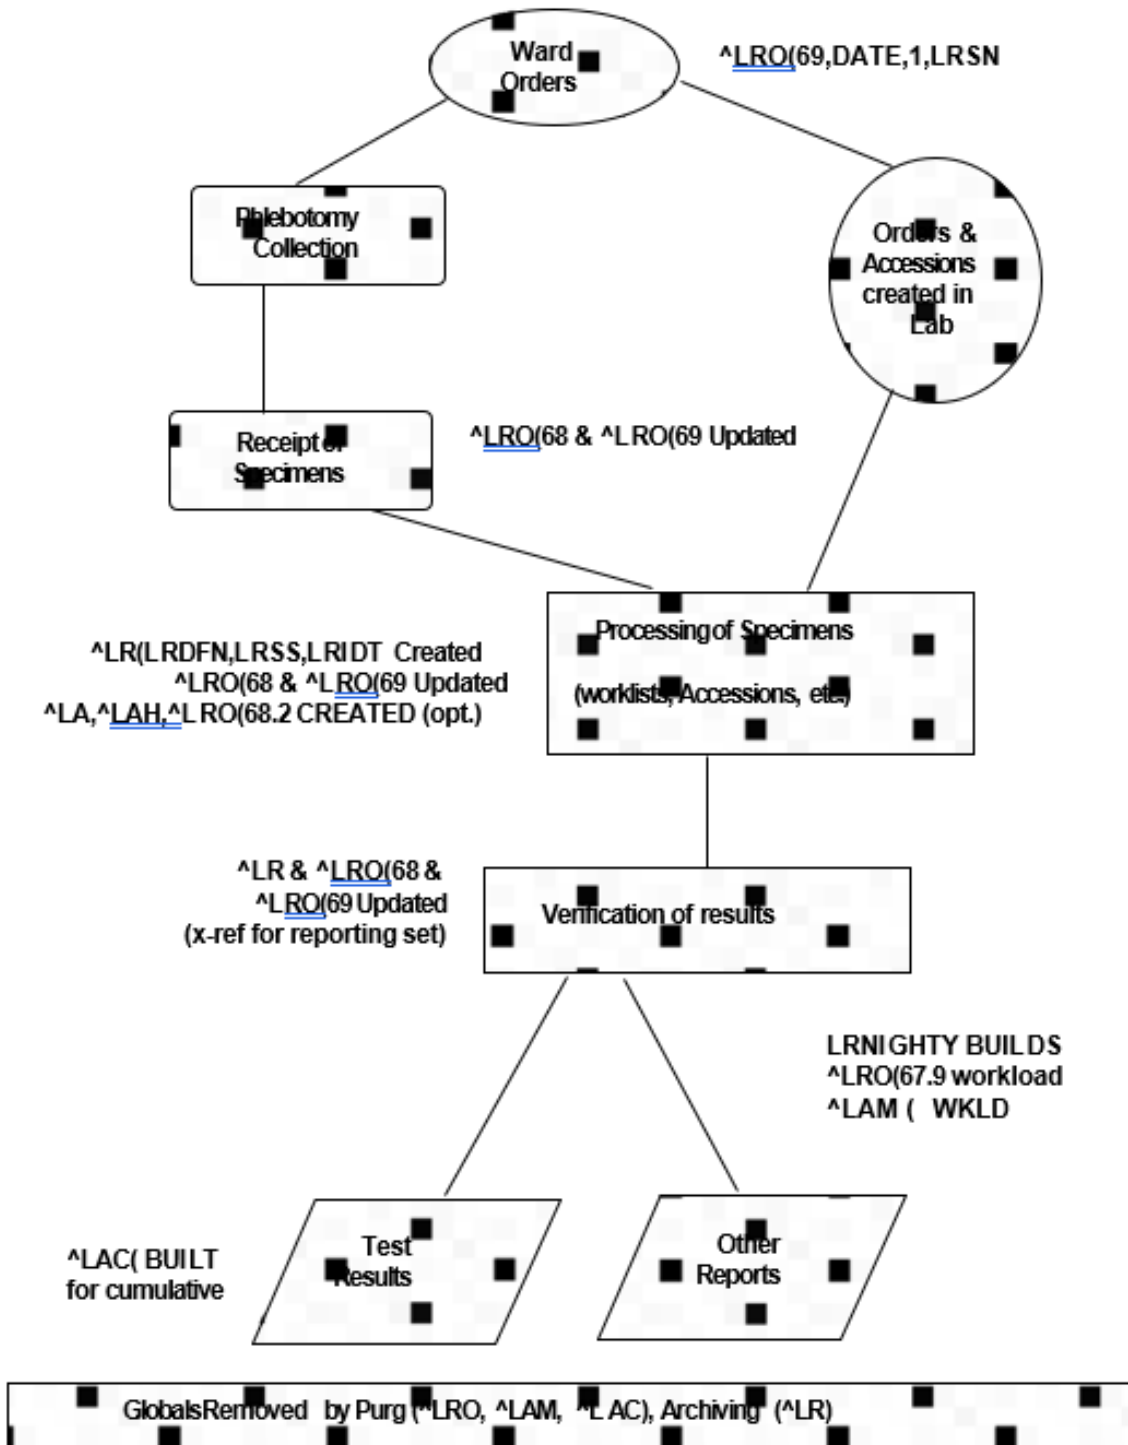 Ward
Orders
^LRO(69,DATE,1,LRSN
Phlebotomy
Collection
Orders &
Accessions
created in
Lab
Receipt of
Specimens
^LRO(68 & ^LRO(69 Updated
Processing of Specimens
(worklists, Accessions, etc.)
^LR(LRDFN,LRSS,LRIDT Created
^LRO(68 & ^LRO(69 Updated
^LA,^LAH,^LRO(68.2 CREATED (opt.)
^LR & ^LRO(68 &
^LRO(69 Updated
(x-ref for reporting set)
Verification of results
LRNIGHTY BUILDS
^LRO(67.9 workload
^LAM ( WKLD
^LAC( BUILT
for cumulative
Test
Results
Other
Reports
Globals Removed by Purg (^LRO, ^LAM, ^LAC), Archiving (^LR)